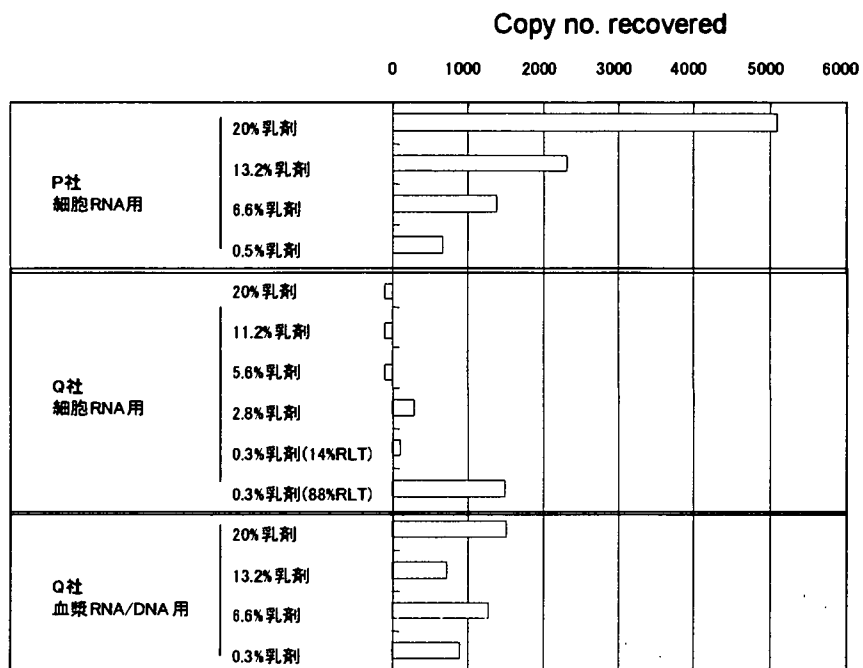 Copy no. recovered
0 1000 2000 3000 4000 5000 6000
P社
細胞RNA用
20%乳剤
13.2%乳剤
6.6%乳剤
0.5%乳剤
Q社
細胞RNA用
20%乳剤
11.2%乳剤
5.6%乳剤
2.8%乳剤
0.3%乳剤(14%RLT)
0.3%乳剤(88%RLT)
Q社
血漿RNA/DNA用
20%乳剤
13.2%乳剤
6.6%乳剤
0.3%乳剤